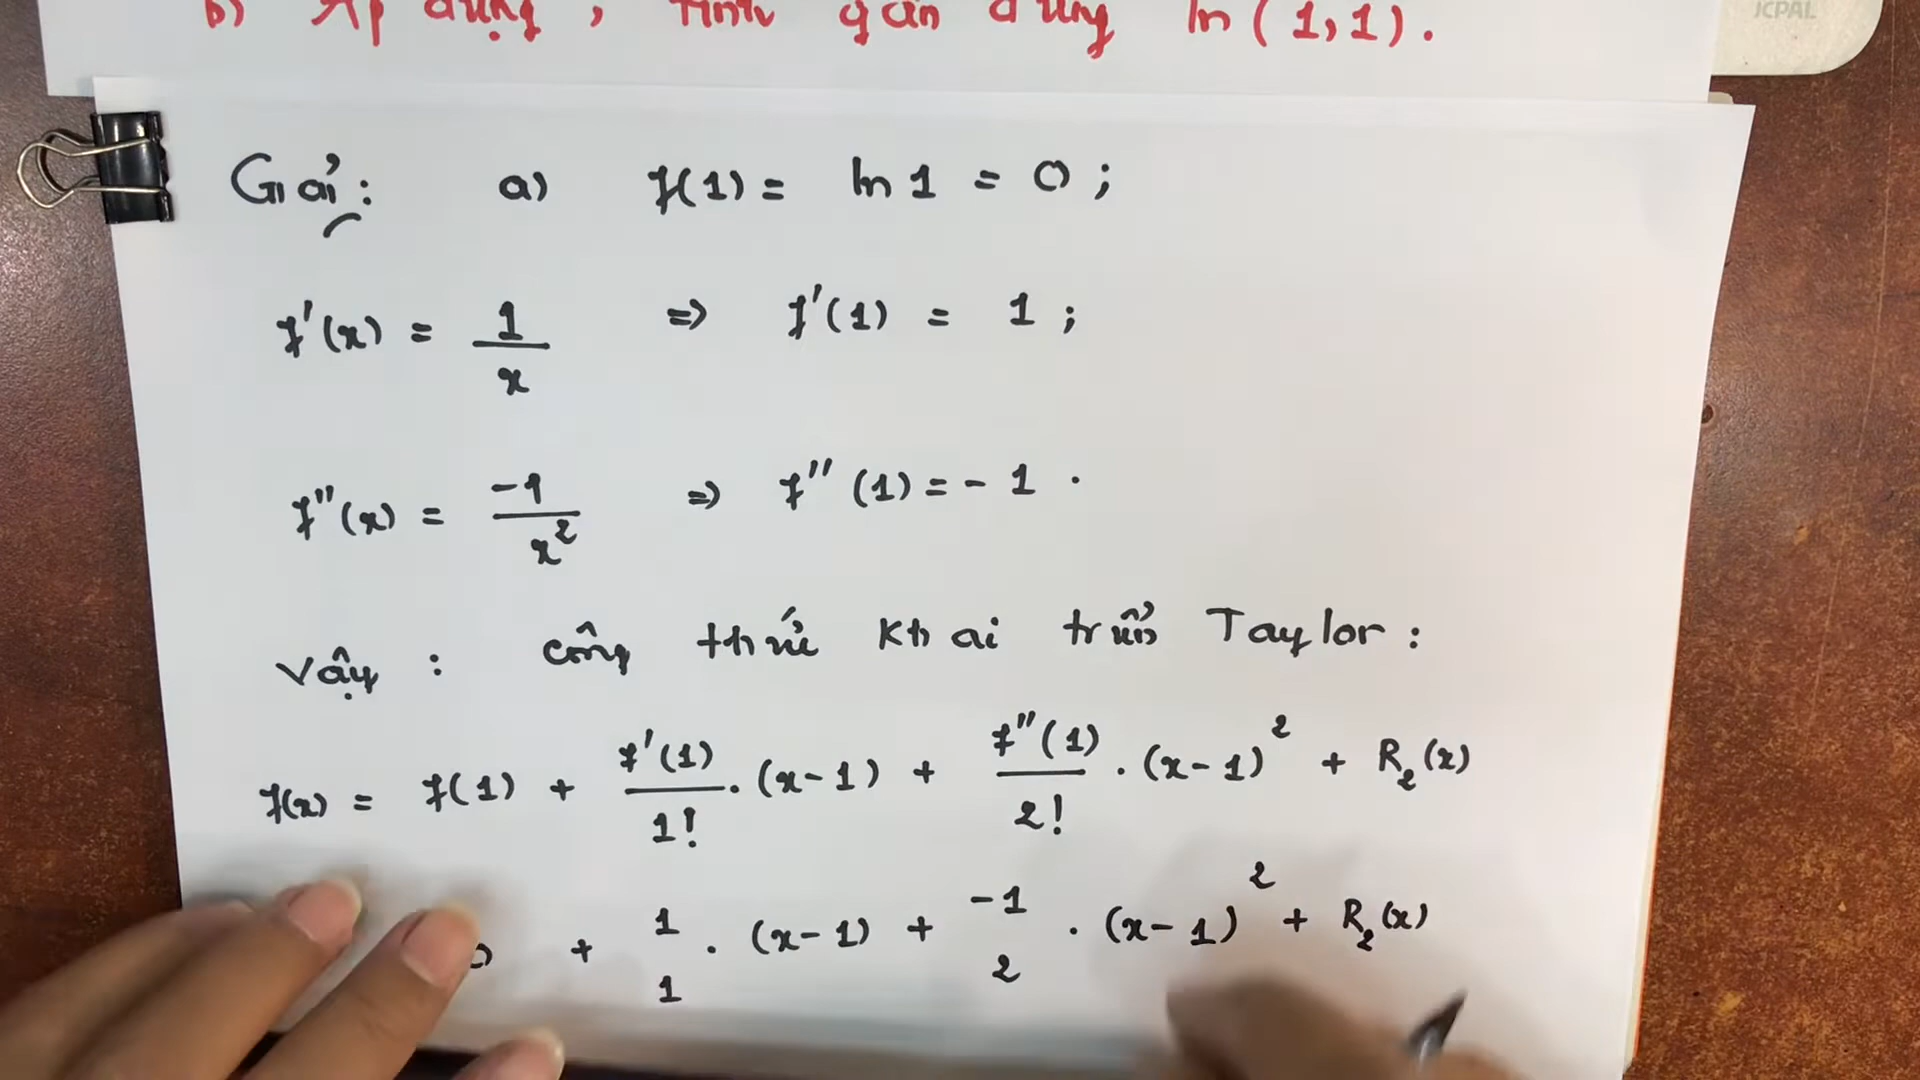 b) Áp dụng, tính gần đúng ln(1,1).
JCPAL
Giải: a) f(1) = ln 1 = 0 ;
f'(x) = 1/x ⇒ f'(1) = 1 ;
f''(x) = -1/x² ⇒ f''(1) = - 1 .
Vậy : công thức khai triển Taylor :
f(x) = f(1) + f'(1)/1! . (x-1) + f''(1)/2! . (x-1)² + R₂(x)
0 + 1/1 . (x-1) + -1/2 . (x-1)² + R₂(x)